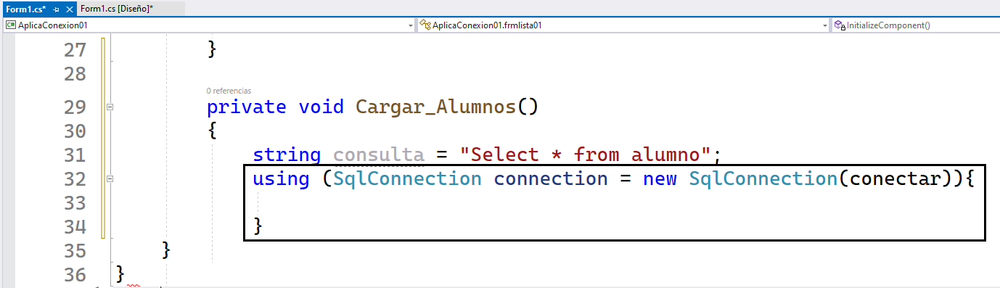 Form1.cs* Form1.cs [Diseño]*
AplicaConexion01 AplicaConexion01.frmlista01 InitializeComponent()
27 }
28
0 referencias
29 private void Cargar_Alumnos()
30 {
31 string consulta = "Select * from alumno";
32 using (SqlConnection connection = new SqlConnection(conectar)){
33
34 }
35 }
36 }